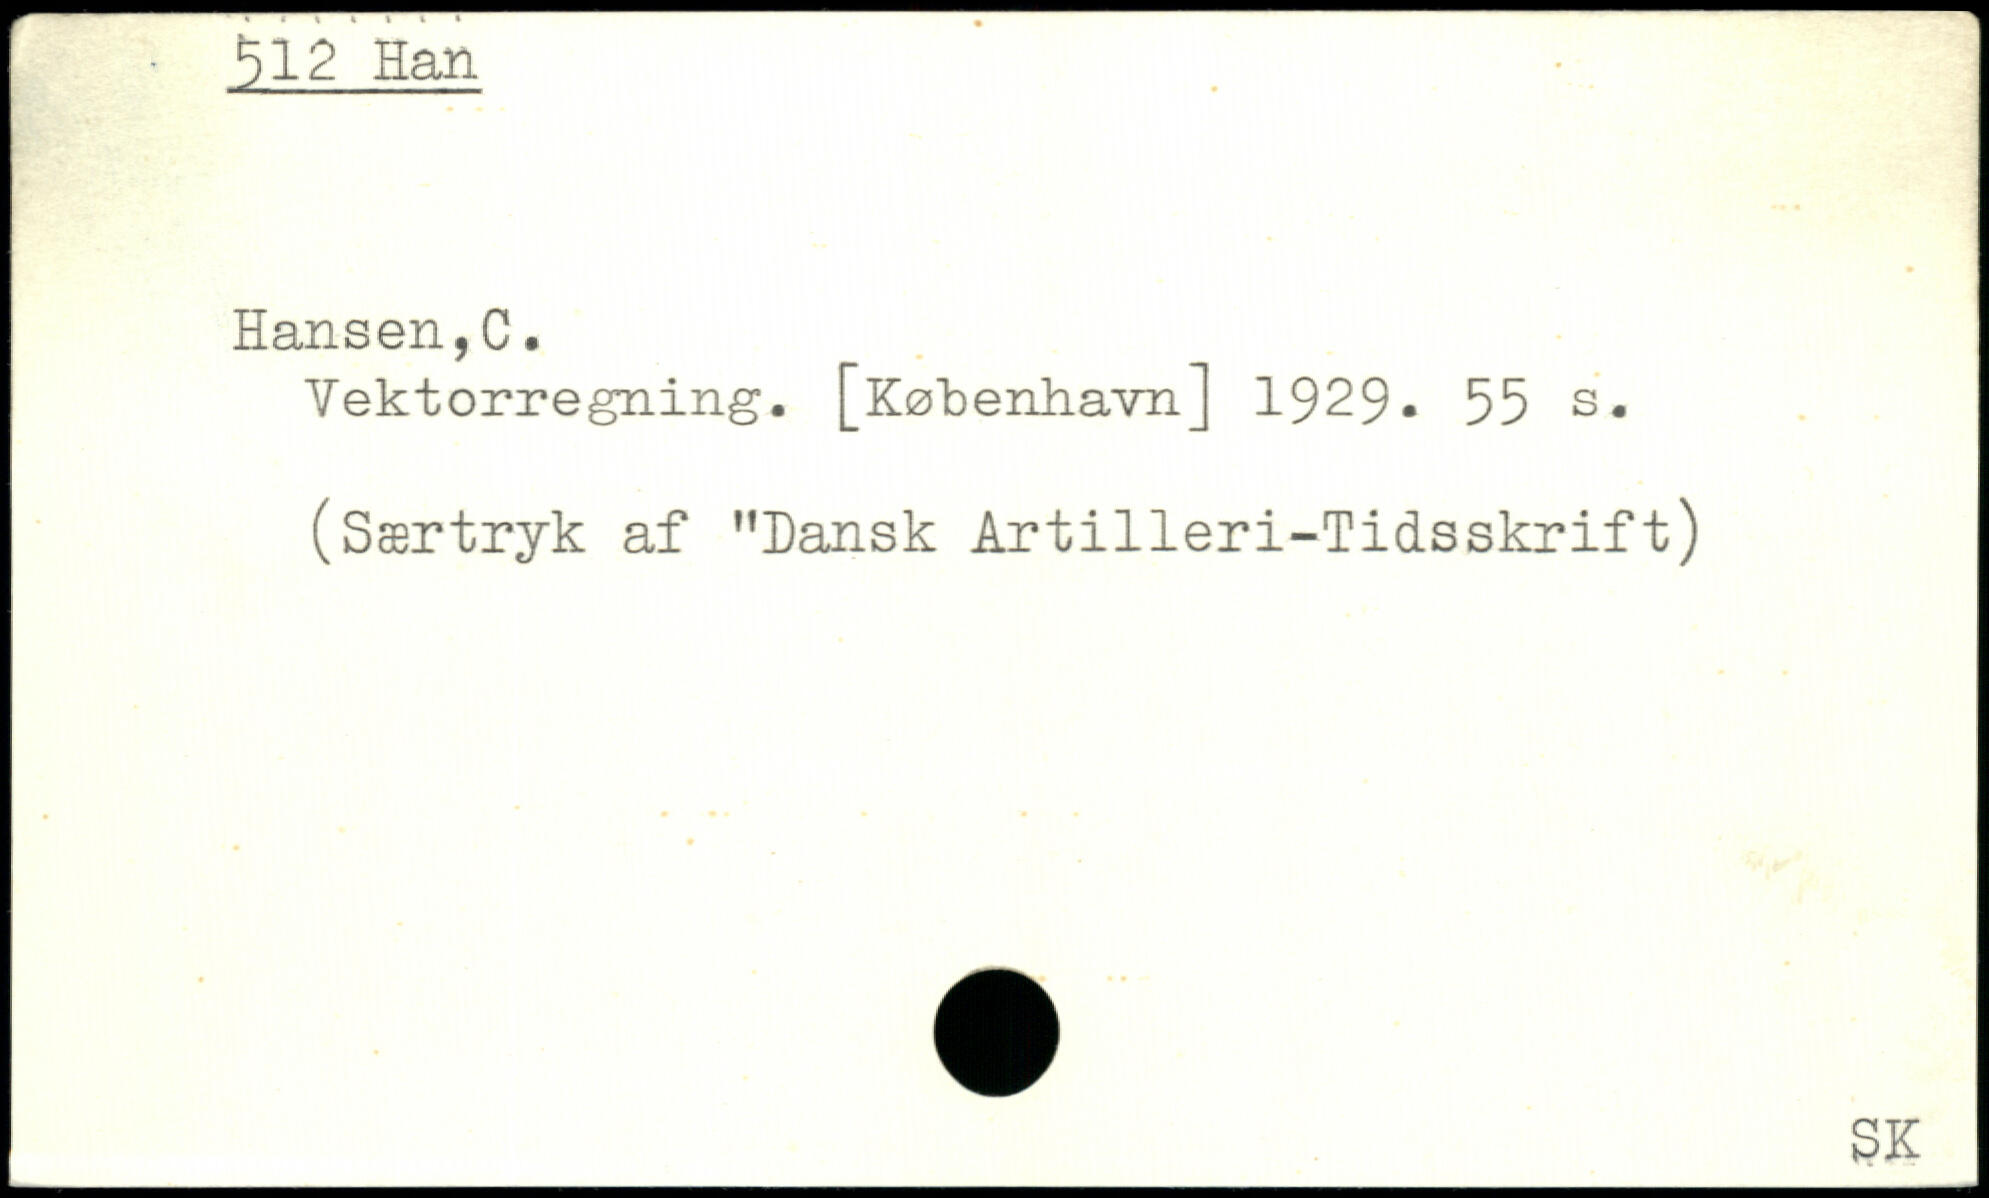 512 Han
Hansen,C.
Vektorregning. [København] 1929. 55 s.
(Særtryk af "Dansk Artilleri-Tidsskrift)
SK